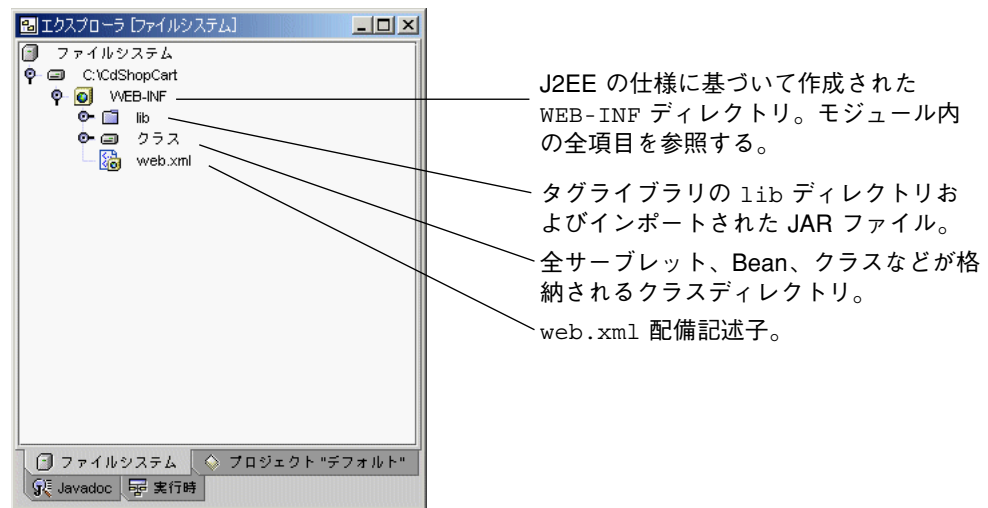 エクスプローラ [ファイルシステム]
ファイルシステム
C:\CdShopCart
WEB-INF
lib
クラス
web.xml
ファイルシステム
プロジェクト "デフォルト"
Javadoc
実行時
J2EE の仕様に基づいて作成された
WEB-INF ディレクトリ。モジュール内
の全項目を参照する。
タグライブラリの lib ディレクトリお
よびインポートされた JAR ファイル。
全サーブレット、Bean、クラスなどが格
納されるクラスディレクトリ。
web.xml 配備記述子。